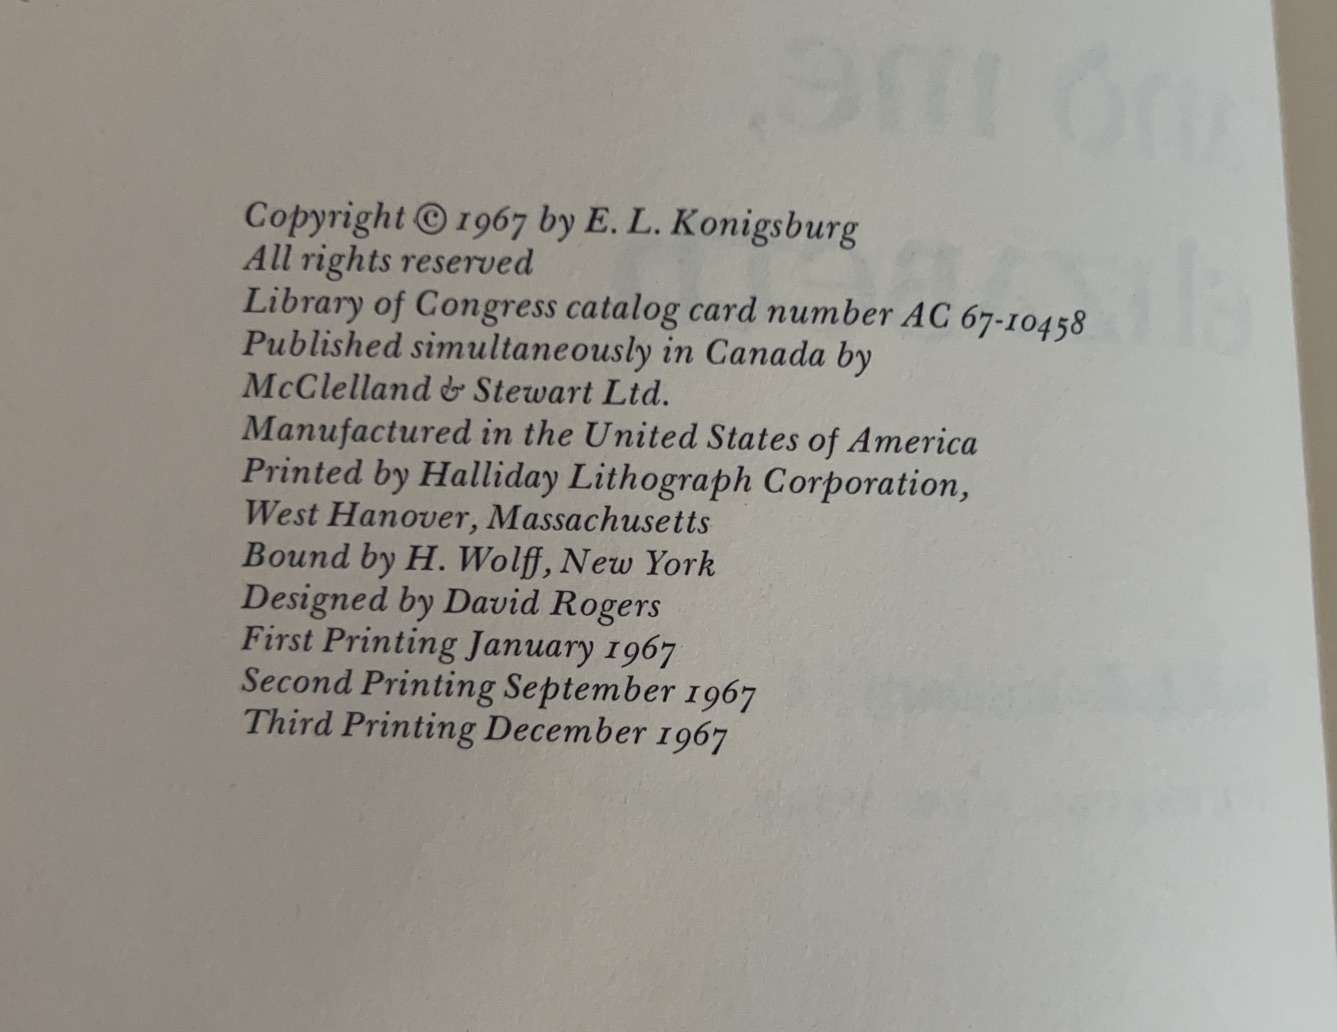 Copyright © 1967 by E. L. Konigsburg
All rights reserved
Library of Congress catalog card number AC 67-10458
Published simultaneously in Canada by
McClelland & Stewart Ltd.
Manufactured in the United States of America
Printed by Halliday Lithograph Corporation,
West Hanover, Massachusetts
Bound by H. Wolff, New York
Designed by David Rogers
First Printing January 1967
Second Printing September 1967
Third Printing December 1967